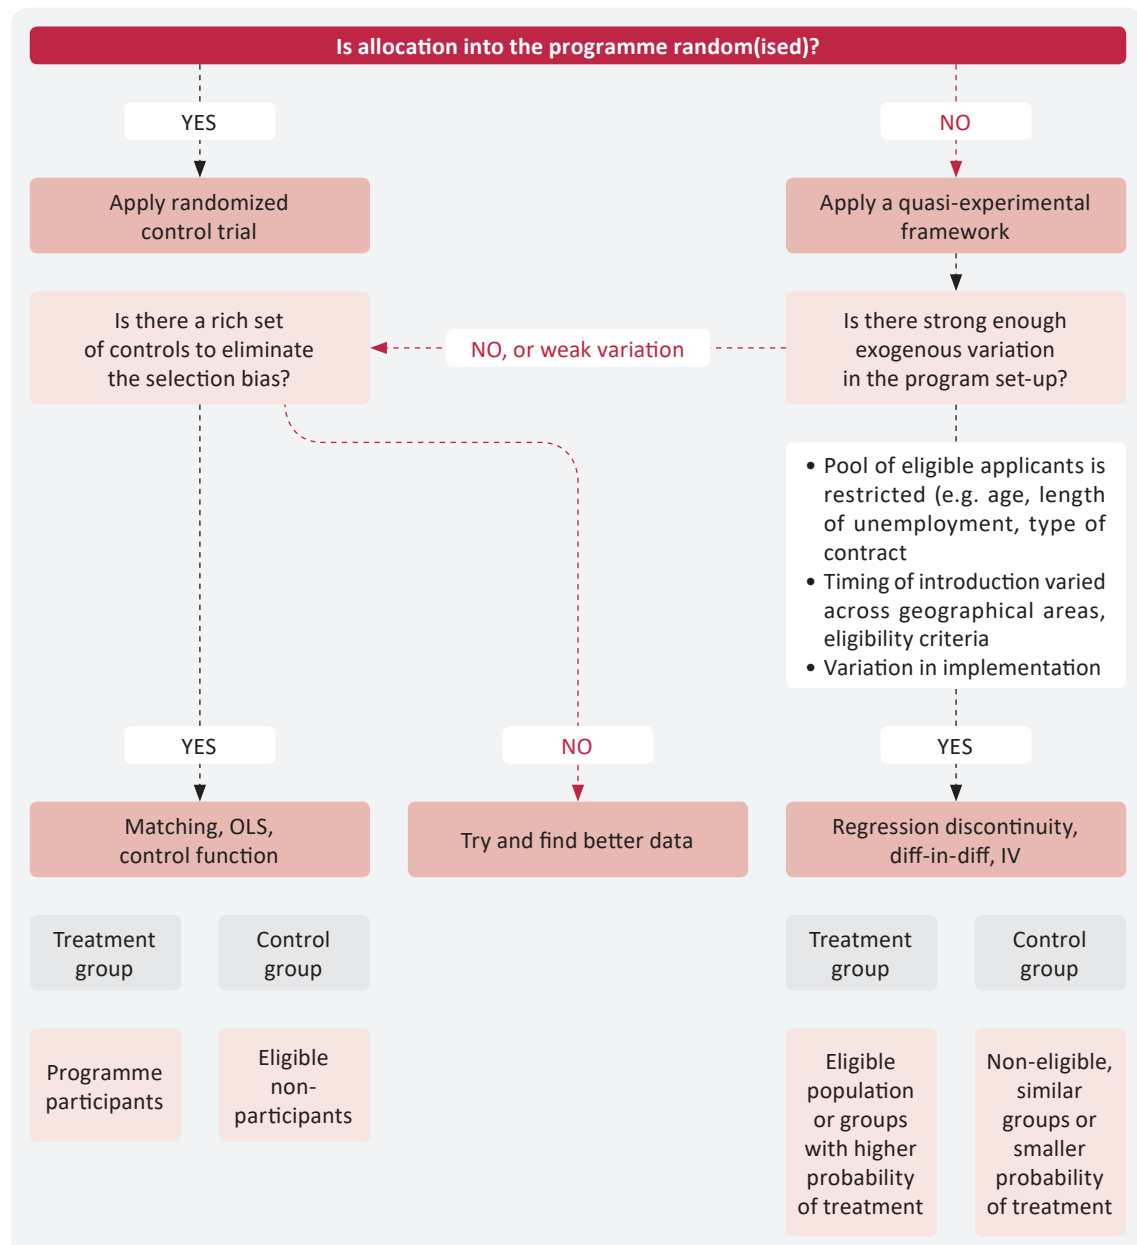 Is allocation into the programme random(ised)?
YES
NO
Apply randomized
control trial
Apply a quasi-experimental
framework
Is there a rich set
of controls to eliminate
the selection bias?
NO, or weak variation
Is there strong enough
exogenous variation
in the program set-up?
• Pool of eligible applicants is
restricted (e.g. age, length
of unemployment, type of
contract
• Timing of introduction varied
across geographical areas,
eligibility criteria
• Variation in implementation
YES
NO
YES
Matching, OLS,
control function
Try and find better data
Regression discontinuity,
diff-in-diff, IV
Treatment
group
Control
group
Treatment
group
Control
group
Programme
participants
Eligible
non-
participants
Eligible
population
or groups
with higher
probability
of treatment
Non-eligible,
similar
groups or
smaller
probability
of treatment